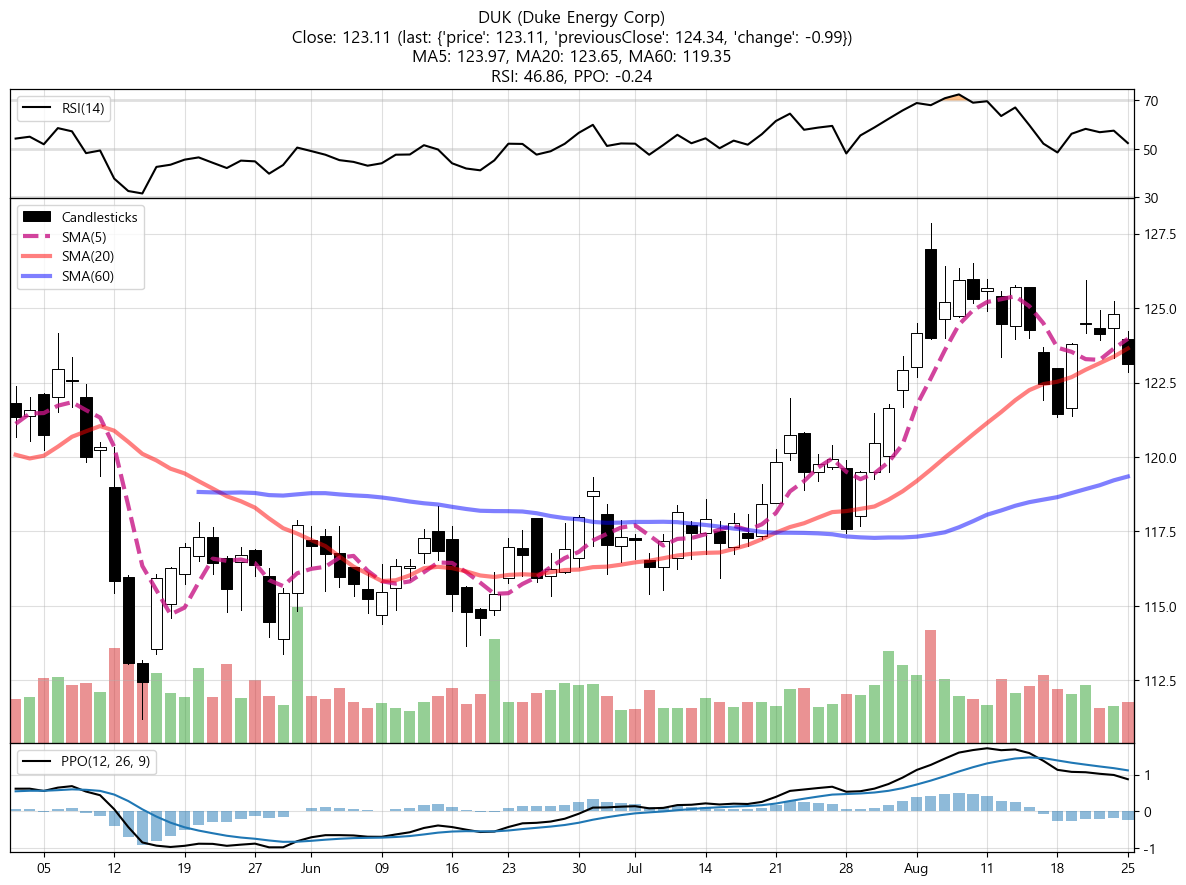 DUK (Duke Energy Corp)
Close: 123.11 (last: {'price': 123.11, 'previousClose': 124.34, 'change': -0.99})
MA5: 123.97, MA20: 123.65, MA60: 119.35
RSI: 46.86, PPO: -0.24
RSI(14)
70
50
30
Candlesticks
SMA(5)
SMA(20)
SMA(60)
127.5
125.0
122.5
120.0
117.5
115.0
112.5
PPO(12, 26, 9)
1
0
-1
05 12 19 27 Jun 09 16 23 30 Jul 14 21 28 Aug 11 18 25